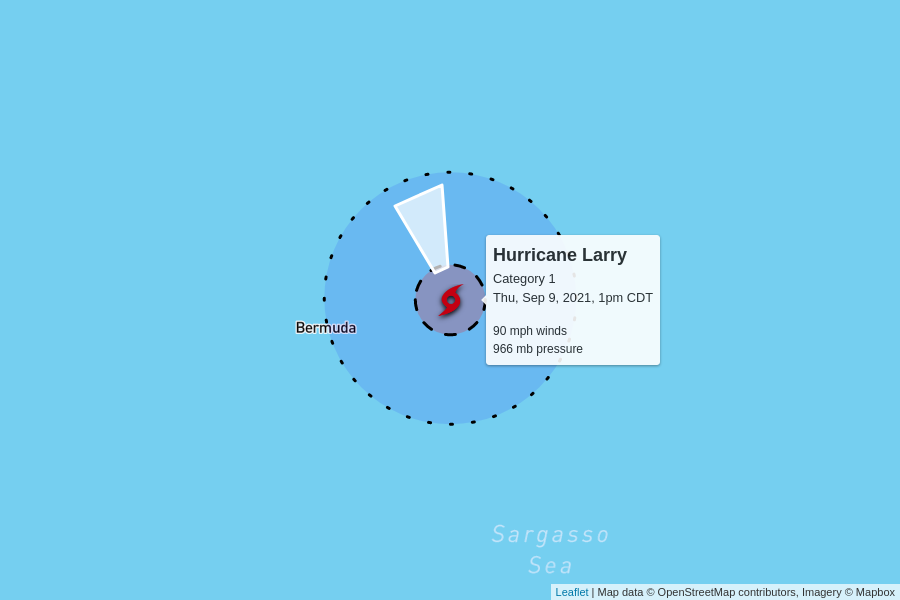 Hurricane Larry
Category 1
Thu, Sep 9, 2021, 1pm CDT
90 mph winds
966 mb pressure
Bermuda
Sargasso
Sea
Leaflet | Map data © OpenStreetMap contributors, Imagery © Mapbox